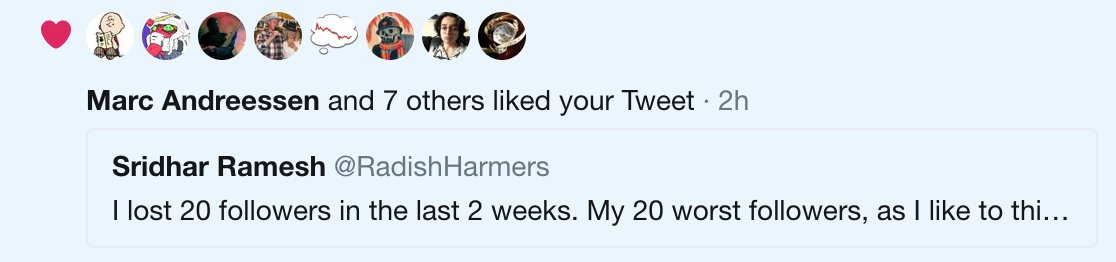 Marc Andreessen and 7 others liked your Tweet · 2h
Sridhar Ramesh @RadishHarmers
I lost 20 followers in the last 2 weeks. My 20 worst followers, as I like to thi...